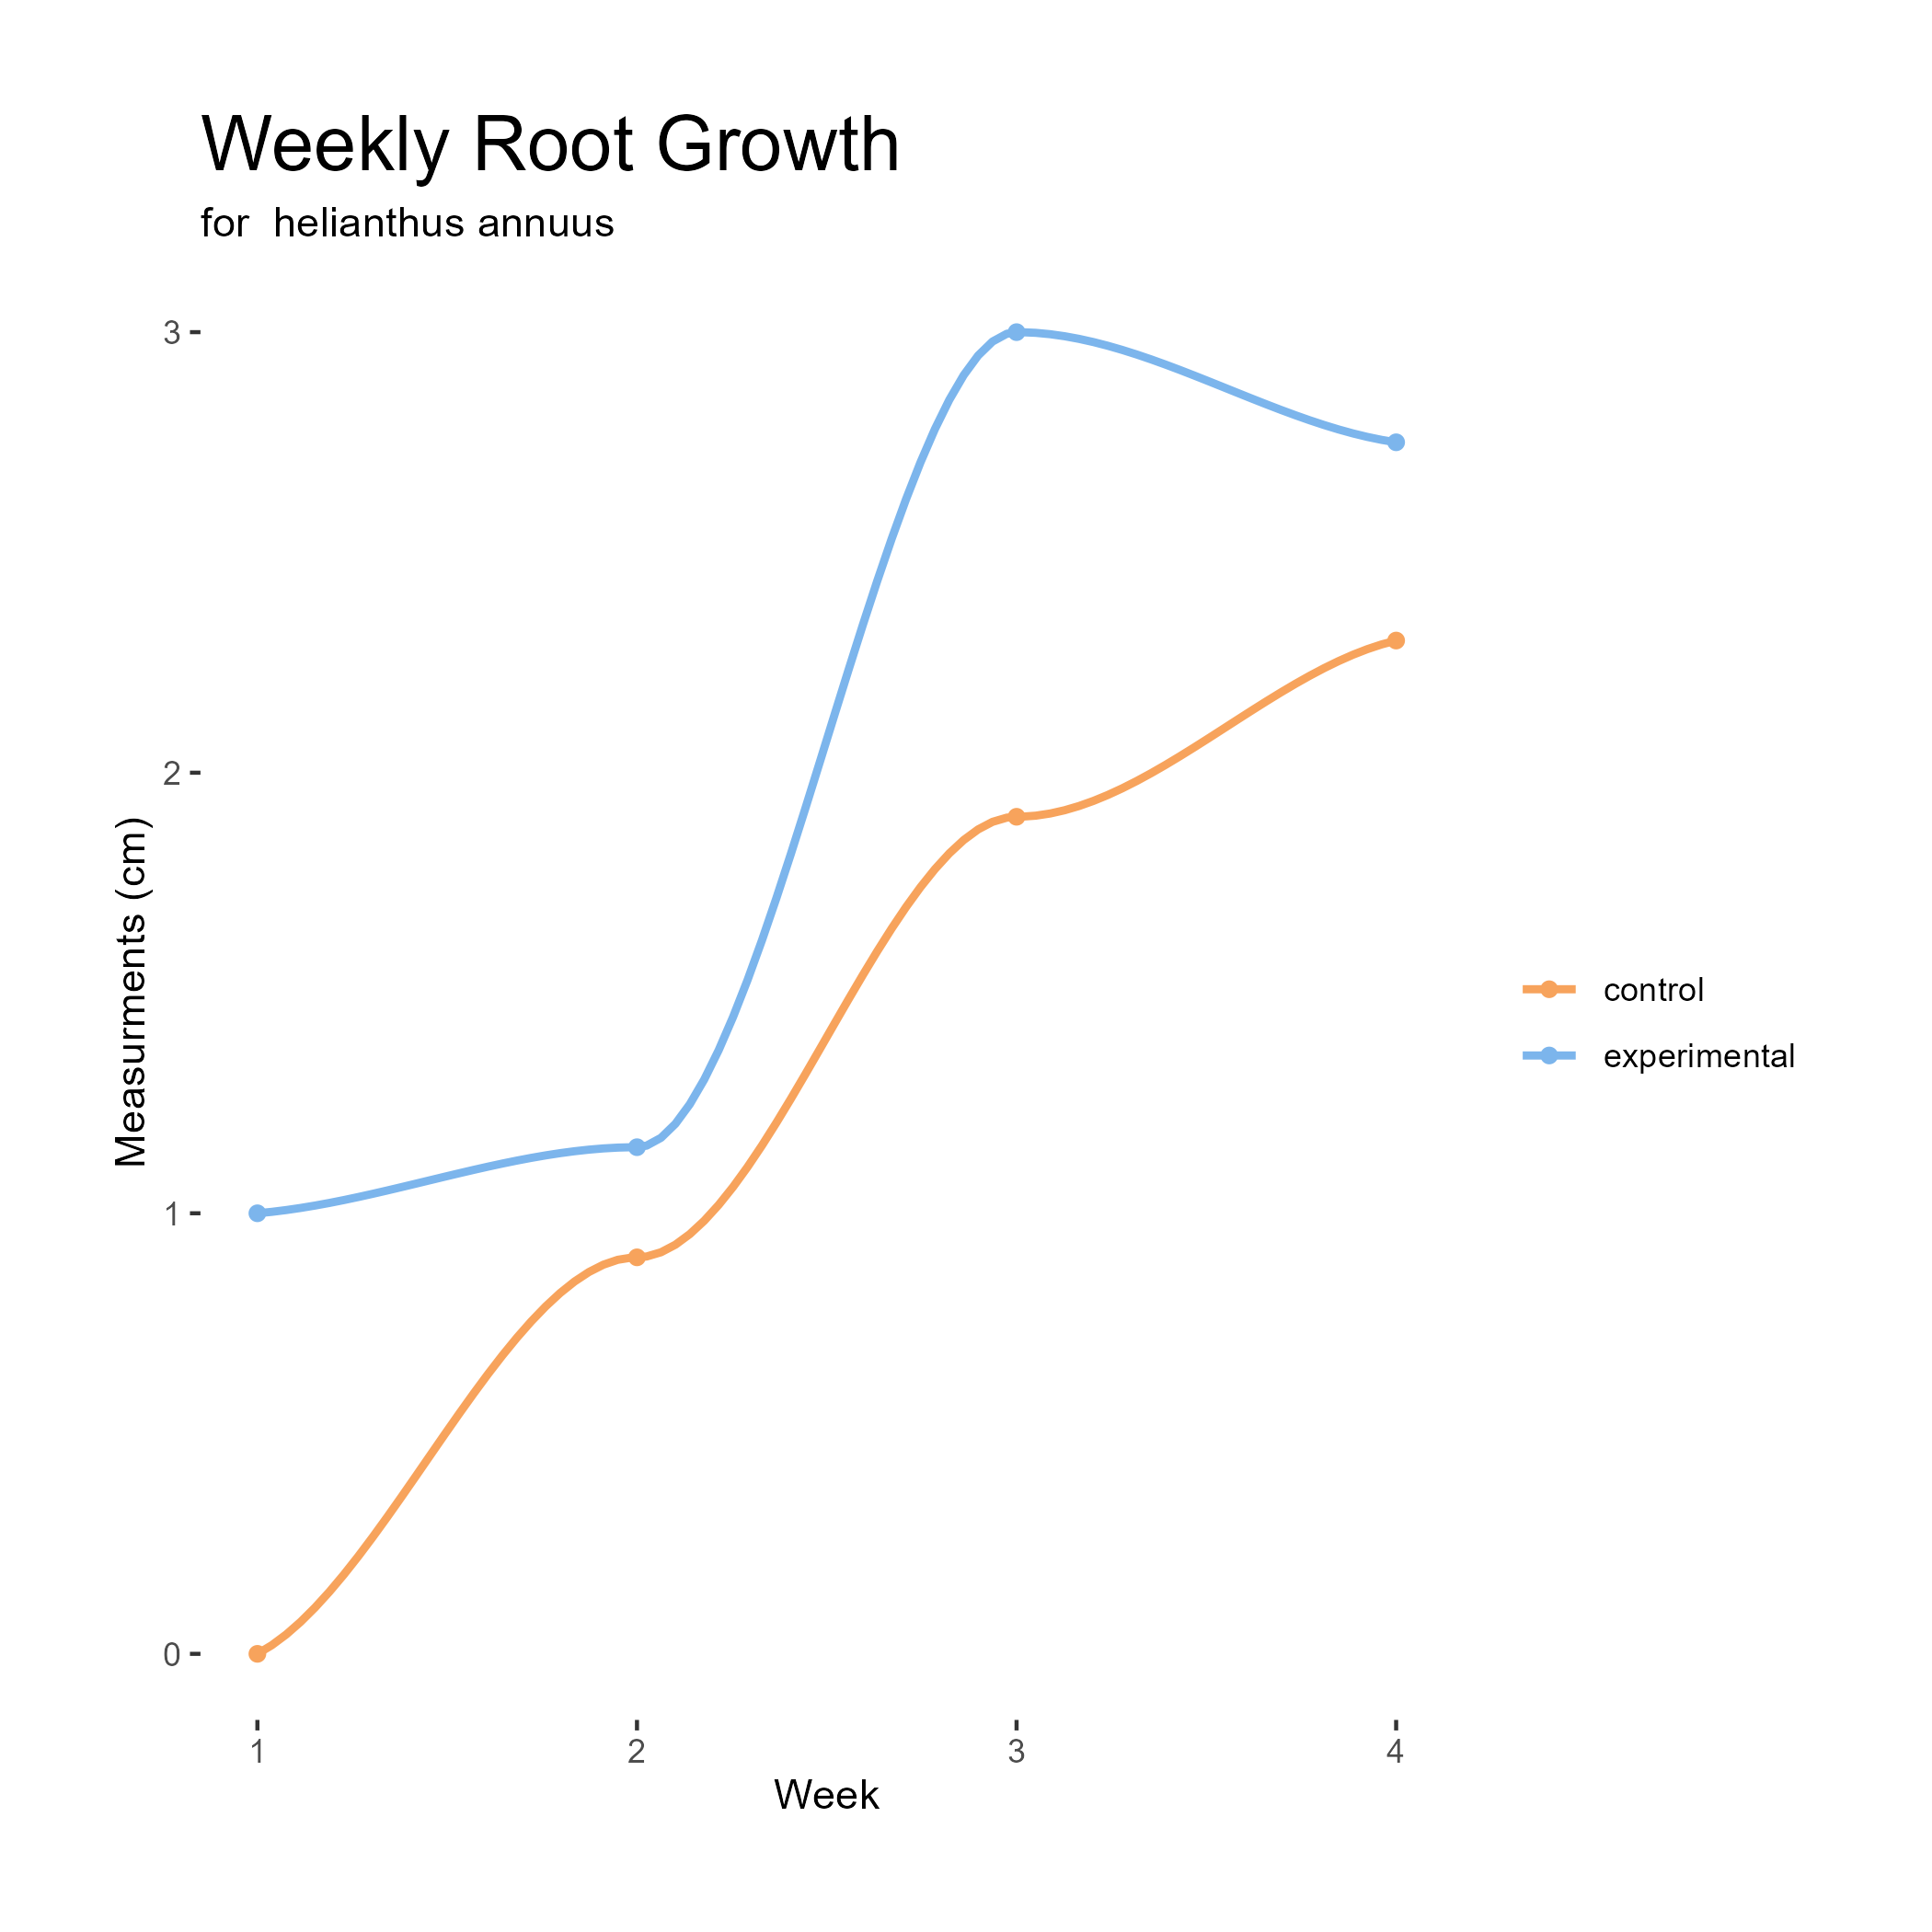 Weekly Root Growth
for  helianthus annuus
3
2
1
0
Measurments (cm)
1 2 3 4
Week
control
experimental